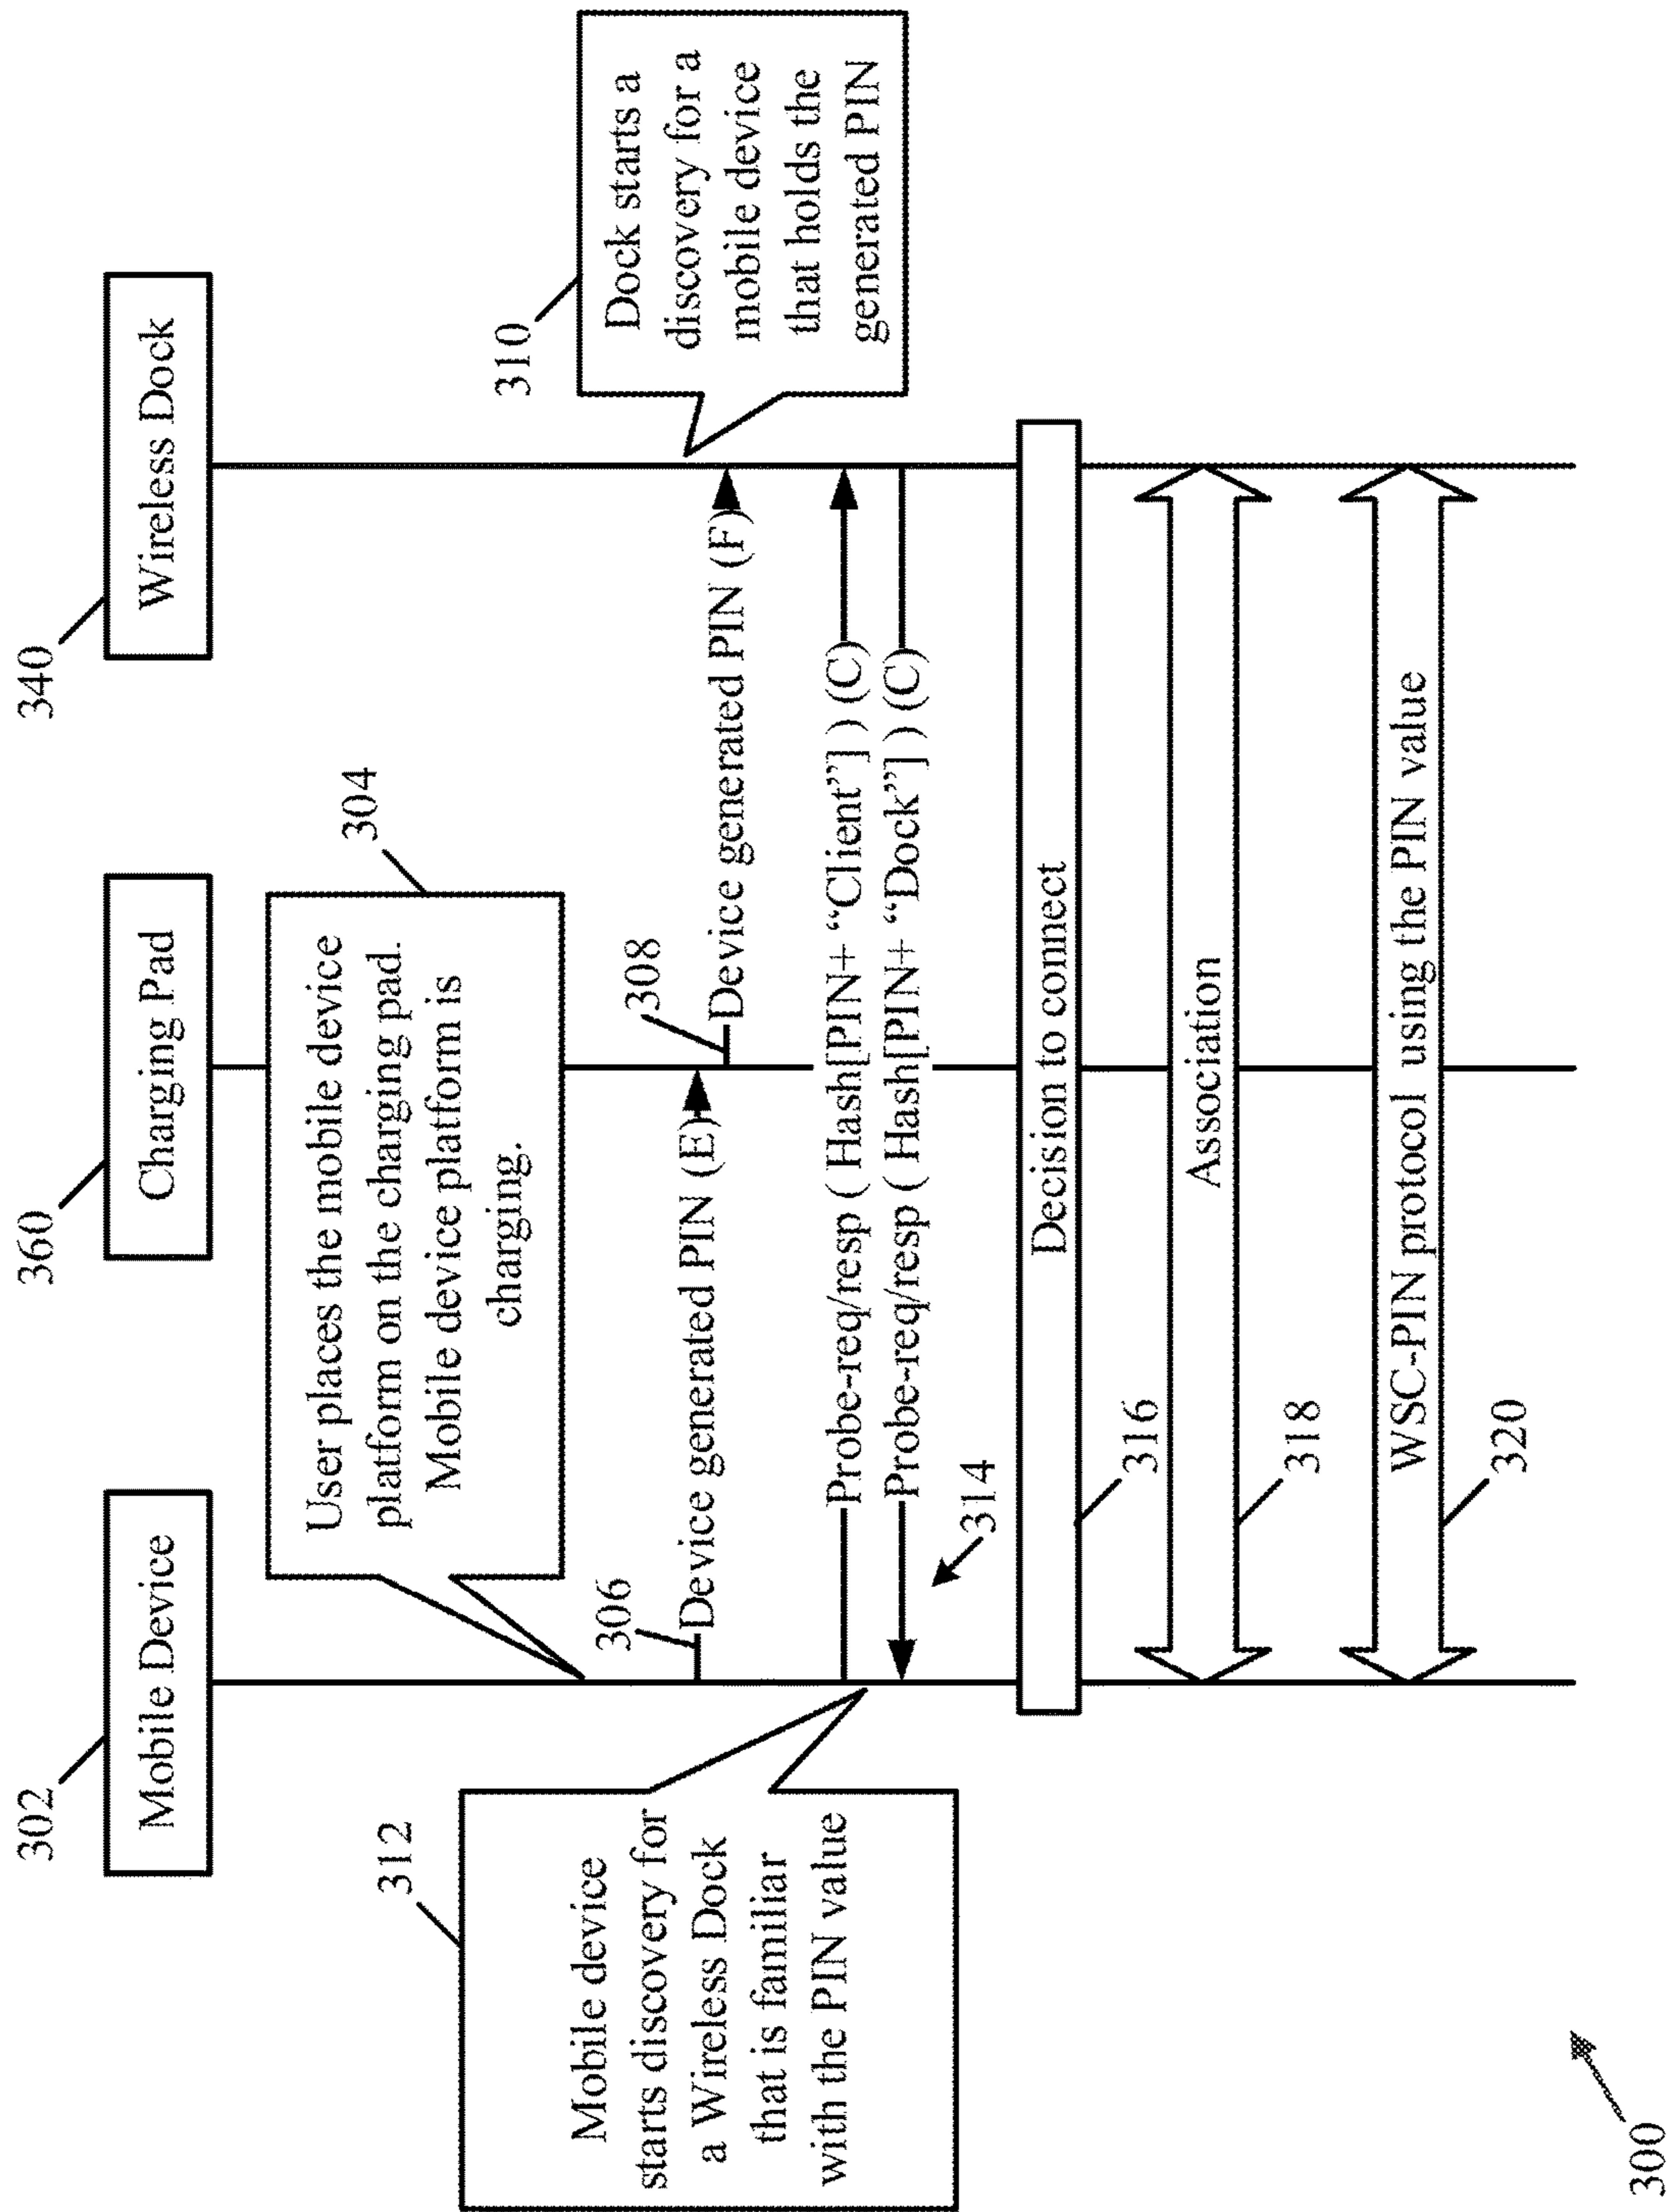 302
Mobile Device
360
Charging Pad
340
Wireless Dock
304
User places the mobile device
platform on the charging pad.
Mobile device platform is
charging.
306
Device generated PIN (E)
308
Device generated PIN (F)
310
Dock starts a
discovery for a
mobile device
that holds the
generated PIN
312
Mobile device
starts discovery for
a Wireless Dock
that is familiar
with the PIN value
Probe-req/resp ( Hash[PIN+ “Client”] ) (C)
Probe-req/resp ( Hash[PIN+ “Dock”] ) (C)
314
Decision to connect
316
Association
318
WSC-PIN protocol using the PIN value
320
300